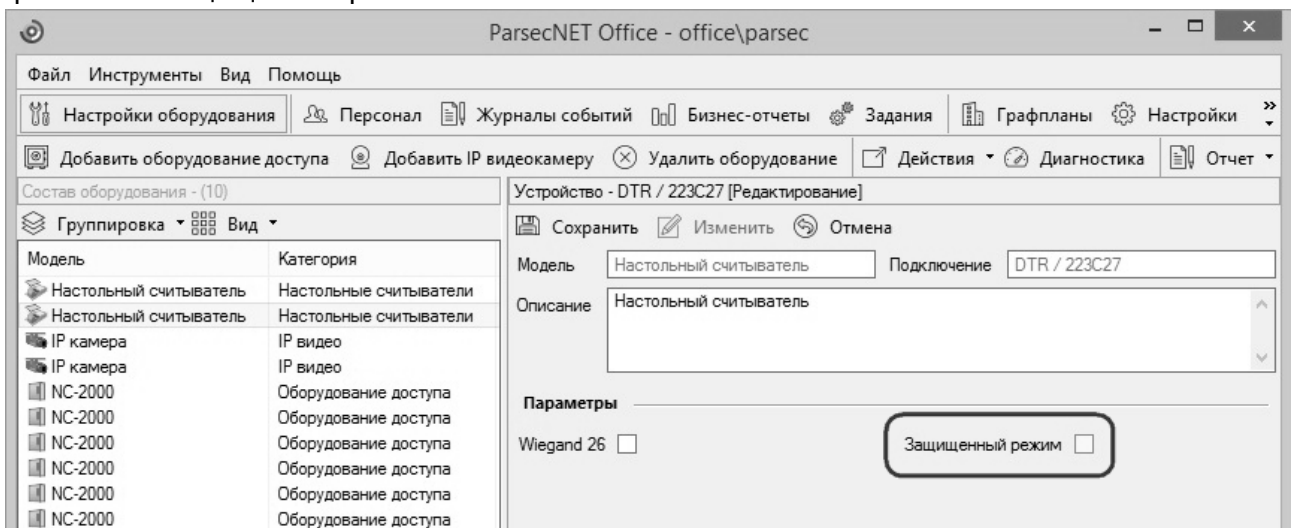 ParsecNET Office - office\parsec
Файл Инструменты Вид Помощь
Настройки оборудования Персонал Журналы событий Бизнес-отчеты Задания Графпланы Настройки
Добавить оборудование доступа Добавить IP видеокамеру Удалить оборудование Действия Диагностика Отчет
Состав оборудования - (10)
Группировка Вид
Модель Категория
Настольный считыватель Настольные считыватели
Настольный считыватель Настольные считыватели
IP камера IP видео
IP камера IP видео
NC-2000 Оборудование доступа
NC-2000 Оборудование доступа
NC-2000 Оборудование доступа
NC-2000 Оборудование доступа
NC-2000 Оборудование доступа
NC-2000 Оборудование доступа
Устройство - DTR / 223C27 [Редактирование]
Сохранить Изменить Отмена
Модель Настольный считыватель Подключение DTR / 223C27
Описание Настольный считыватель
Параметры
Wiegand 26 Защищенный режим